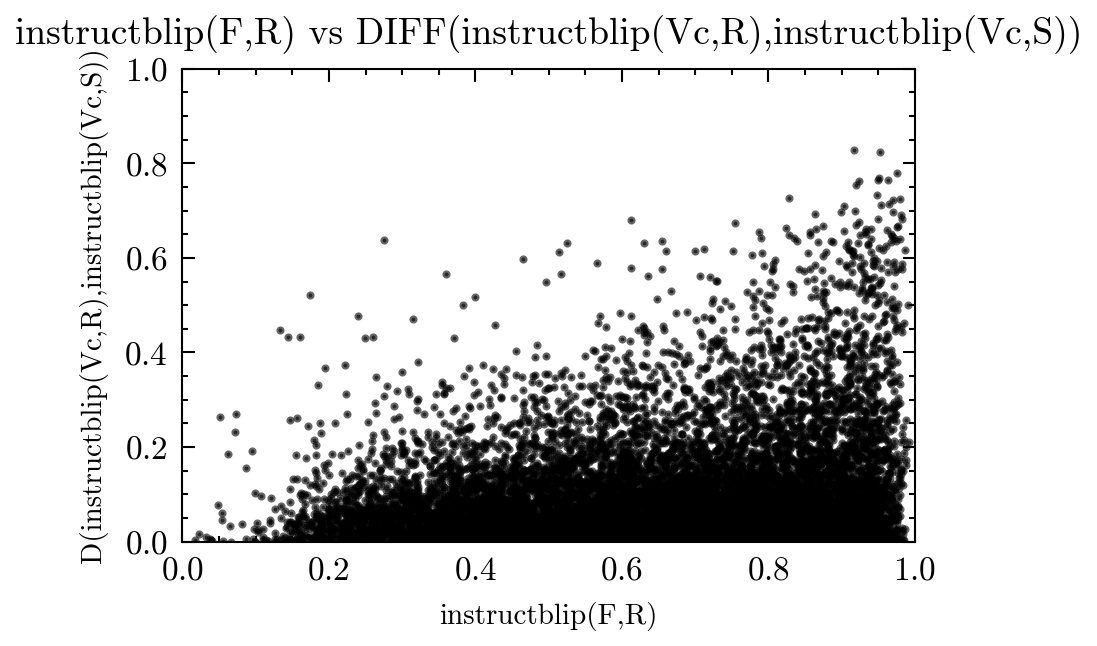 instructblip(F,R) vs DIFF(instructblip(Vc,R),instructblip(Vc,S))
D(instructblip(Vc,R),instructblip(Vc,S))
1.0
0.8
0.6
0.4
0.2
0.0
0.0 0.2 0.4 0.6 0.8 1.0
instructblip(F,R)